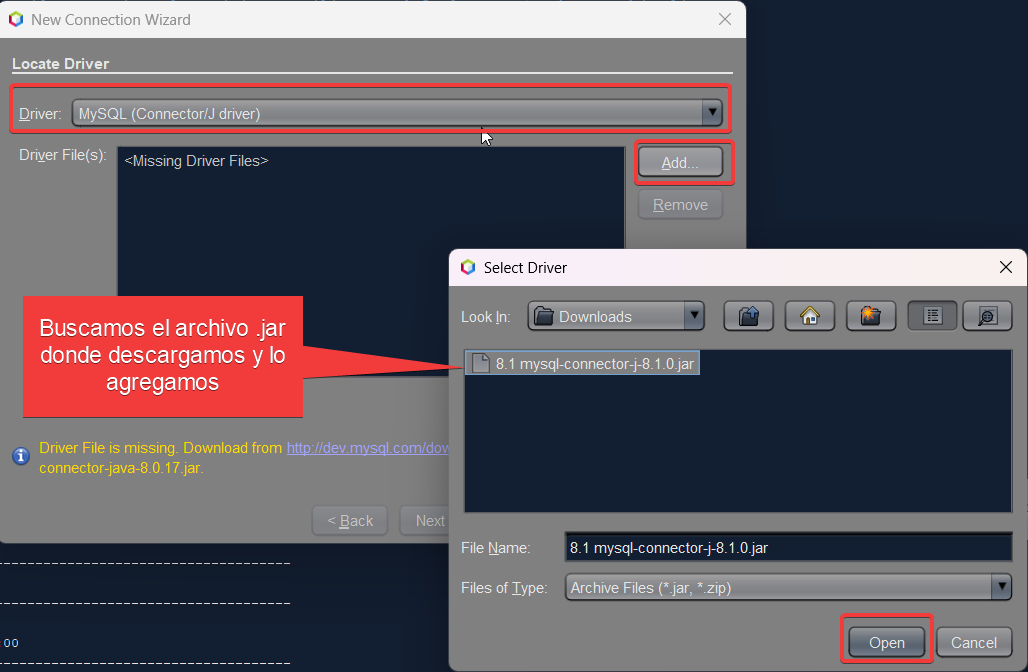 New Connection Wizard
Locate Driver
Driver: MySQL (Connector/J driver)
Driver File(s): <Missing Driver Files>
Add...
Remove
Select Driver
Look In: Downloads
8.1 mysql-connector-j-8.1.0.jar
Buscamos el archivo .jar
donde descargamos y lo
agregamos
Driver File is missing. Download from http://dev.mysql.com/dow
connector-java-8.0.17.jar.
< Back Next
File Name: 8.1 mysql-connector-j-8.1.0.jar
Files of Type: Archive Files (*.jar, *.zip)
Open Cancel
:00